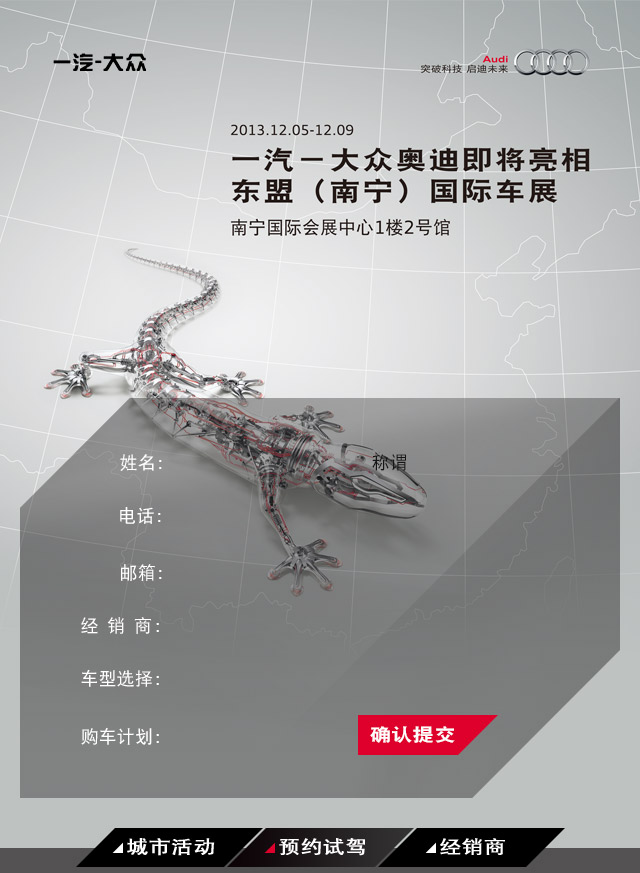 一汽-大众
Audi
突破科技 启迪未来
2013.12.05-12.09
一汽－大众奥迪即将亮相
东盟（南宁）国际车展
南宁国际会展中心1楼2号馆
姓名:
称谓
电话:
邮箱:
经 销 商:
车型选择:
购车计划:
确认提交
城市活动
预约试驾
经销商